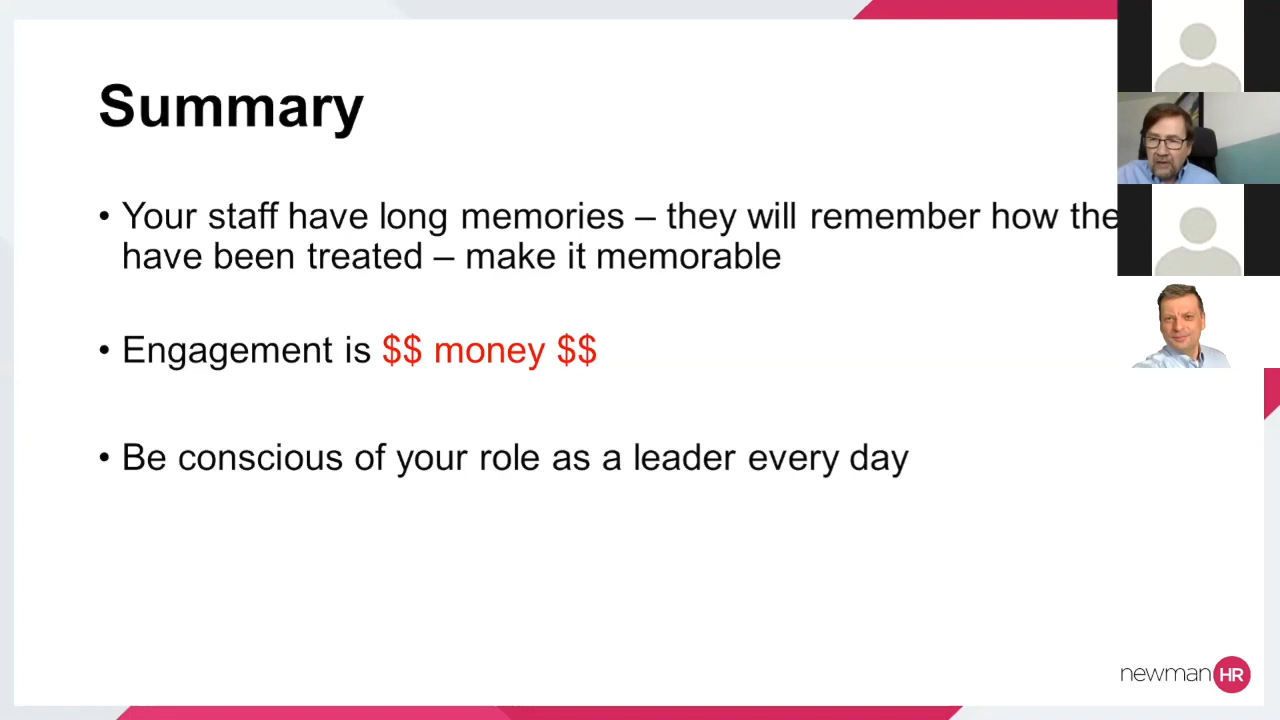 Summary
• Your staff have long memories – they will remember how the
have been treated – make it memorable
• Engagement is $$ money $$
• Be conscious of your role as a leader every day
newman HR